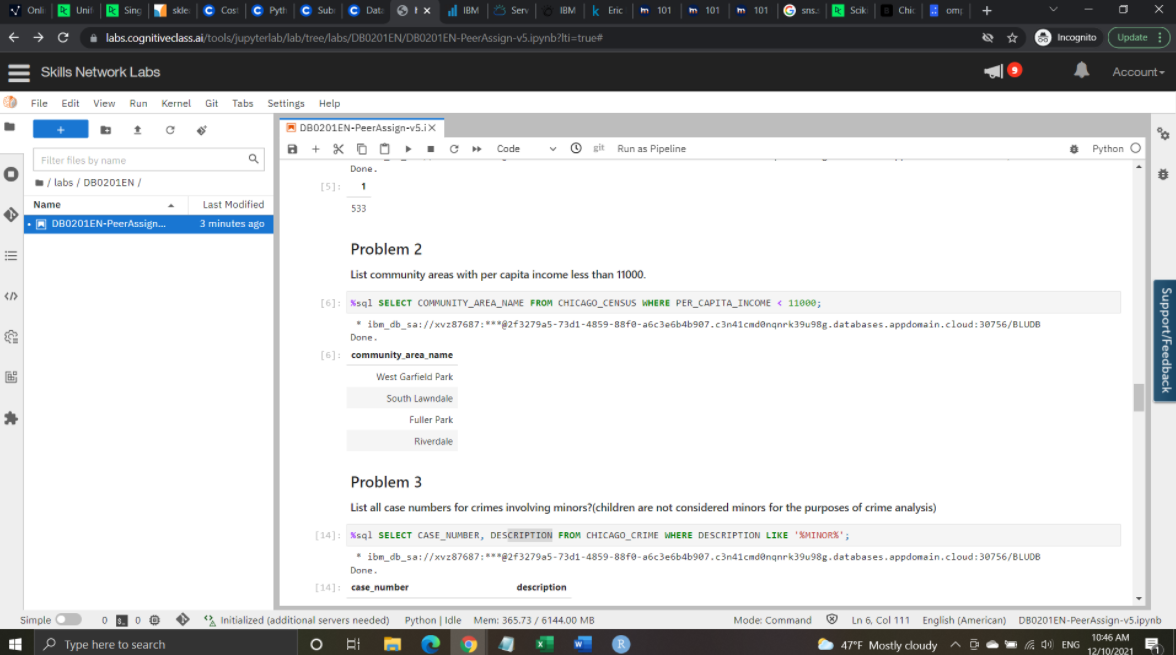 Onli
Unit
Sing
skle
Cos
Pyth
Sub
Data
IBM
Serv
IBM
Eric
101
101
101
sns.
Scik
Chic
omp
labs.cognitiveclass.ai/tools/jupyterlab/lab/tree/labs/DB0201EN/DB0201EN-PeerAssign-v5.ipynb?lti=true#
Incognito
Update
Skills Network Labs
9
Account
File Edit View Run Kernel Git Tabs Settings Help
DB0201EN-PeerAssign-v5.i
Code
git
Run as Pipeline
Python
Filter files by name
/ labs / DB0201EN /
Name
Last Modified
DB0201EN-PeerAssign...
3 minutes ago
Done.
[5]: 1
533
Problem 2
List community areas with per capita income less than 11000.
[6]: %sql SELECT COMMUNITY_AREA_NAME FROM CHICAGO_CENSUS WHERE PER_CAPITA_INCOME < 11000;
* ibm_db_sa://xvz87687:***@2f3279a5-73d1-4859-88f0-a6c3e6b4b907.c3n41cmd0nqnrk39u98g.databases.appdomain.cloud:30756/BLUDB
Done.
[6]: community_area_name
West Garfield Park
South Lawndale
Fuller Park
Riverdale
Problem 3
List all case numbers for crimes involving minors?(children are not considered minors for the purposes of crime analysis)
[14]: %sql SELECT CASE_NUMBER, DESCRIPTION FROM CHICAGO_CRIME WHERE DESCRIPTION LIKE '%MINOR%';
* ibm_db_sa://xvz87687:***@2f3279a5-73d1-4859-88f0-a6c3e6b4b907.c3n41cmd0nqnrk39u98g.databases.appdomain.cloud:30756/BLUDB
Done.
[14]: case_number description
Support/Feedback
Simple
0
0
Initialized (additional servers needed)
Python | Idle
Mem: 365.73 / 6144.00 MB
Mode: Command
Ln 6, Col 111
English (American)
DB0201EN-PeerAssign-v5.ipynb
Type here to search
47°F Mostly cloudy
ENG
10:46 AM
12/10/2021